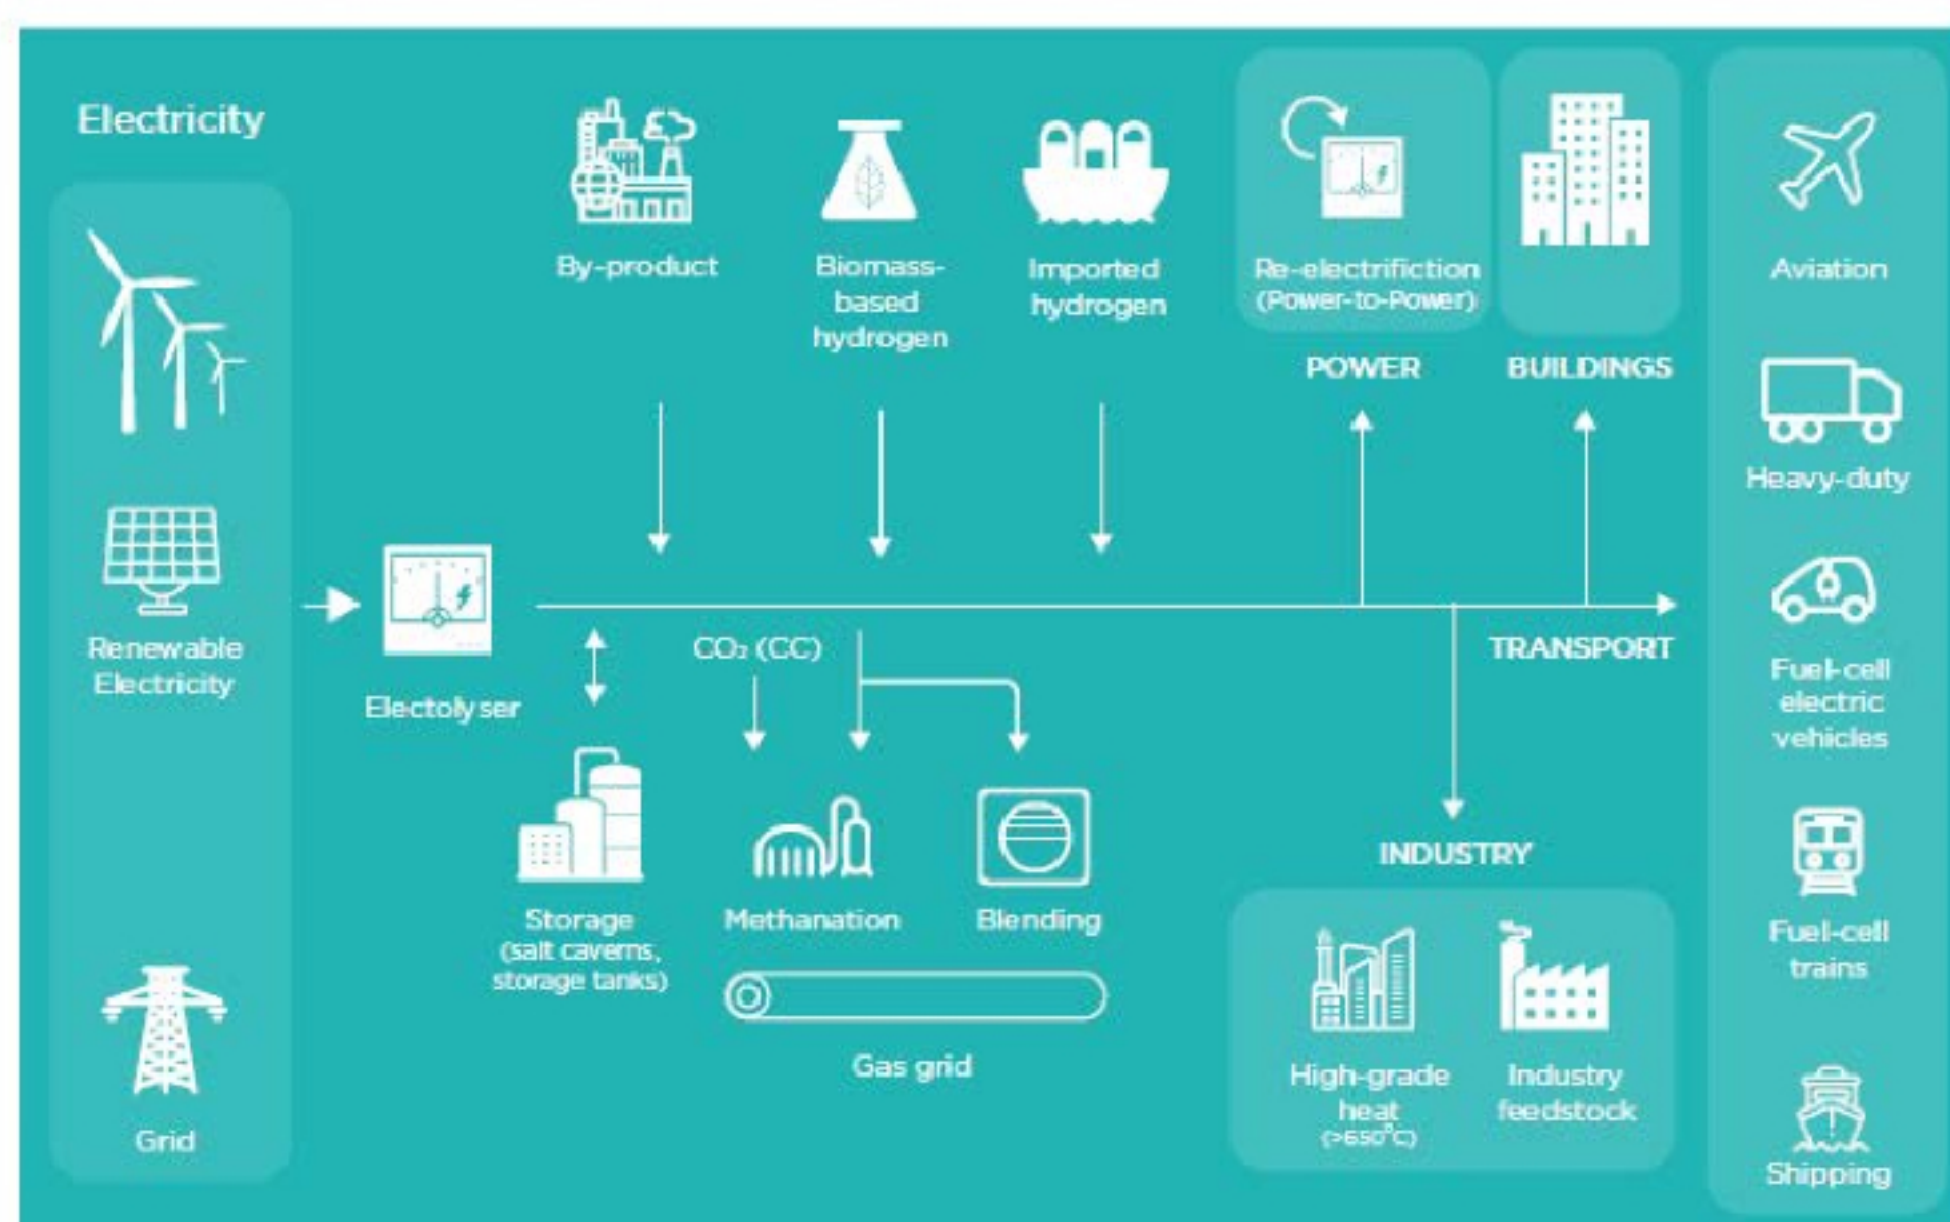 Electricity
Renewable
Electricity
Grid
Electolyser
By-product
Biomass-
based
hydrogen
Imported
hydrogen
Re-electrifiction
(Power-to-Power)
POWER
BUILDINGS
CO₂ (CC)
Storage
(salt caverns,
storage tanks)
Methanation
Blending
Gas grid
TRANSPORT
INDUSTRY
High-grade
heat
(>650°C)
Industry
feedstock
Aviation
Heavy-duty
Fuel-cell
electric
vehicles
Fuel-cell
trains
Shipping